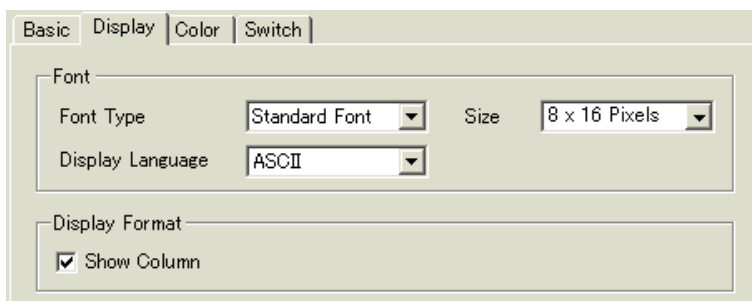 Basic Display Color Switch
Font
Font Type Standard Font Size 8 x 16 Pixels
Display Language ASCII
Display Format
Show Column